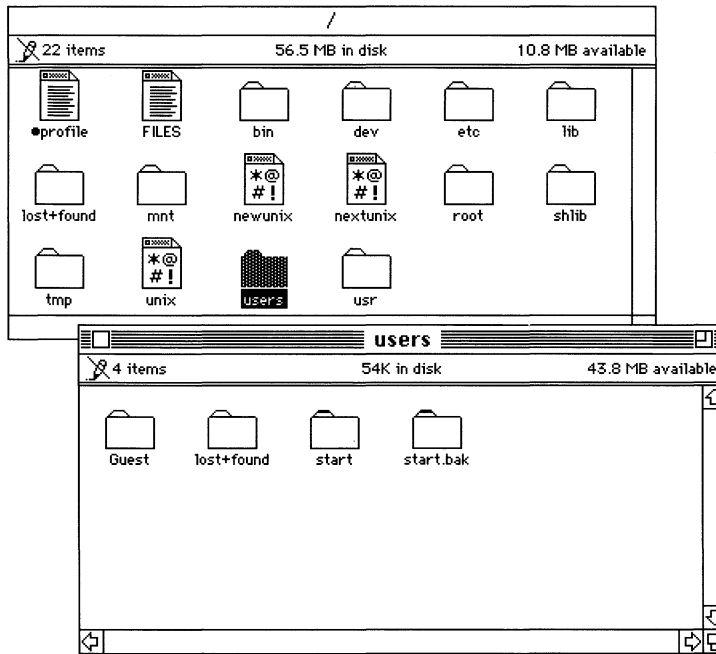 /
22 items 56.5 MB in disk 10.8 MB available
●profile FILES bin dev etc lib
lost+found mnt newunix nextunix root shlib
tmp unix users usr
users
4 items 54K in disk 43.8 MB available
Guest lost+found start start.bak